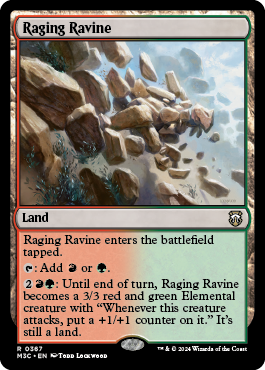 Raging Ravine
Land
Raging Ravine enters the battlefield
tapped.
: Add or .
2 : Until end of turn, Raging Ravine
becomes a 3/3 red and green Elemental
creature with “Whenever this creature
attacks, put a +1/+1 counter on it.” It’s
still a land.
R 0367
M3C • EN Todd Lockwood
™ & © 2024 Wizards of the Coast